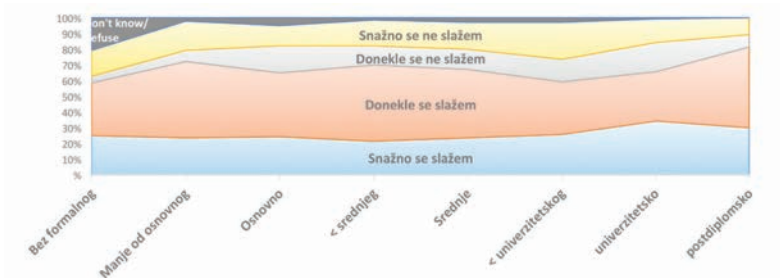 100%
90%
80%
70%
60%
50%
40%
30%
20%
10%
%
on't know/
efuse
Snažno se ne slažem
Donekle se ne slažem
Donekle se slažem
Snažno se slažem
Bez formalnog
Manje od osnovnog
Osnovno
< srednjeg
Srednje
< univerzitetskog
univerzitetsko
postdiplomsko